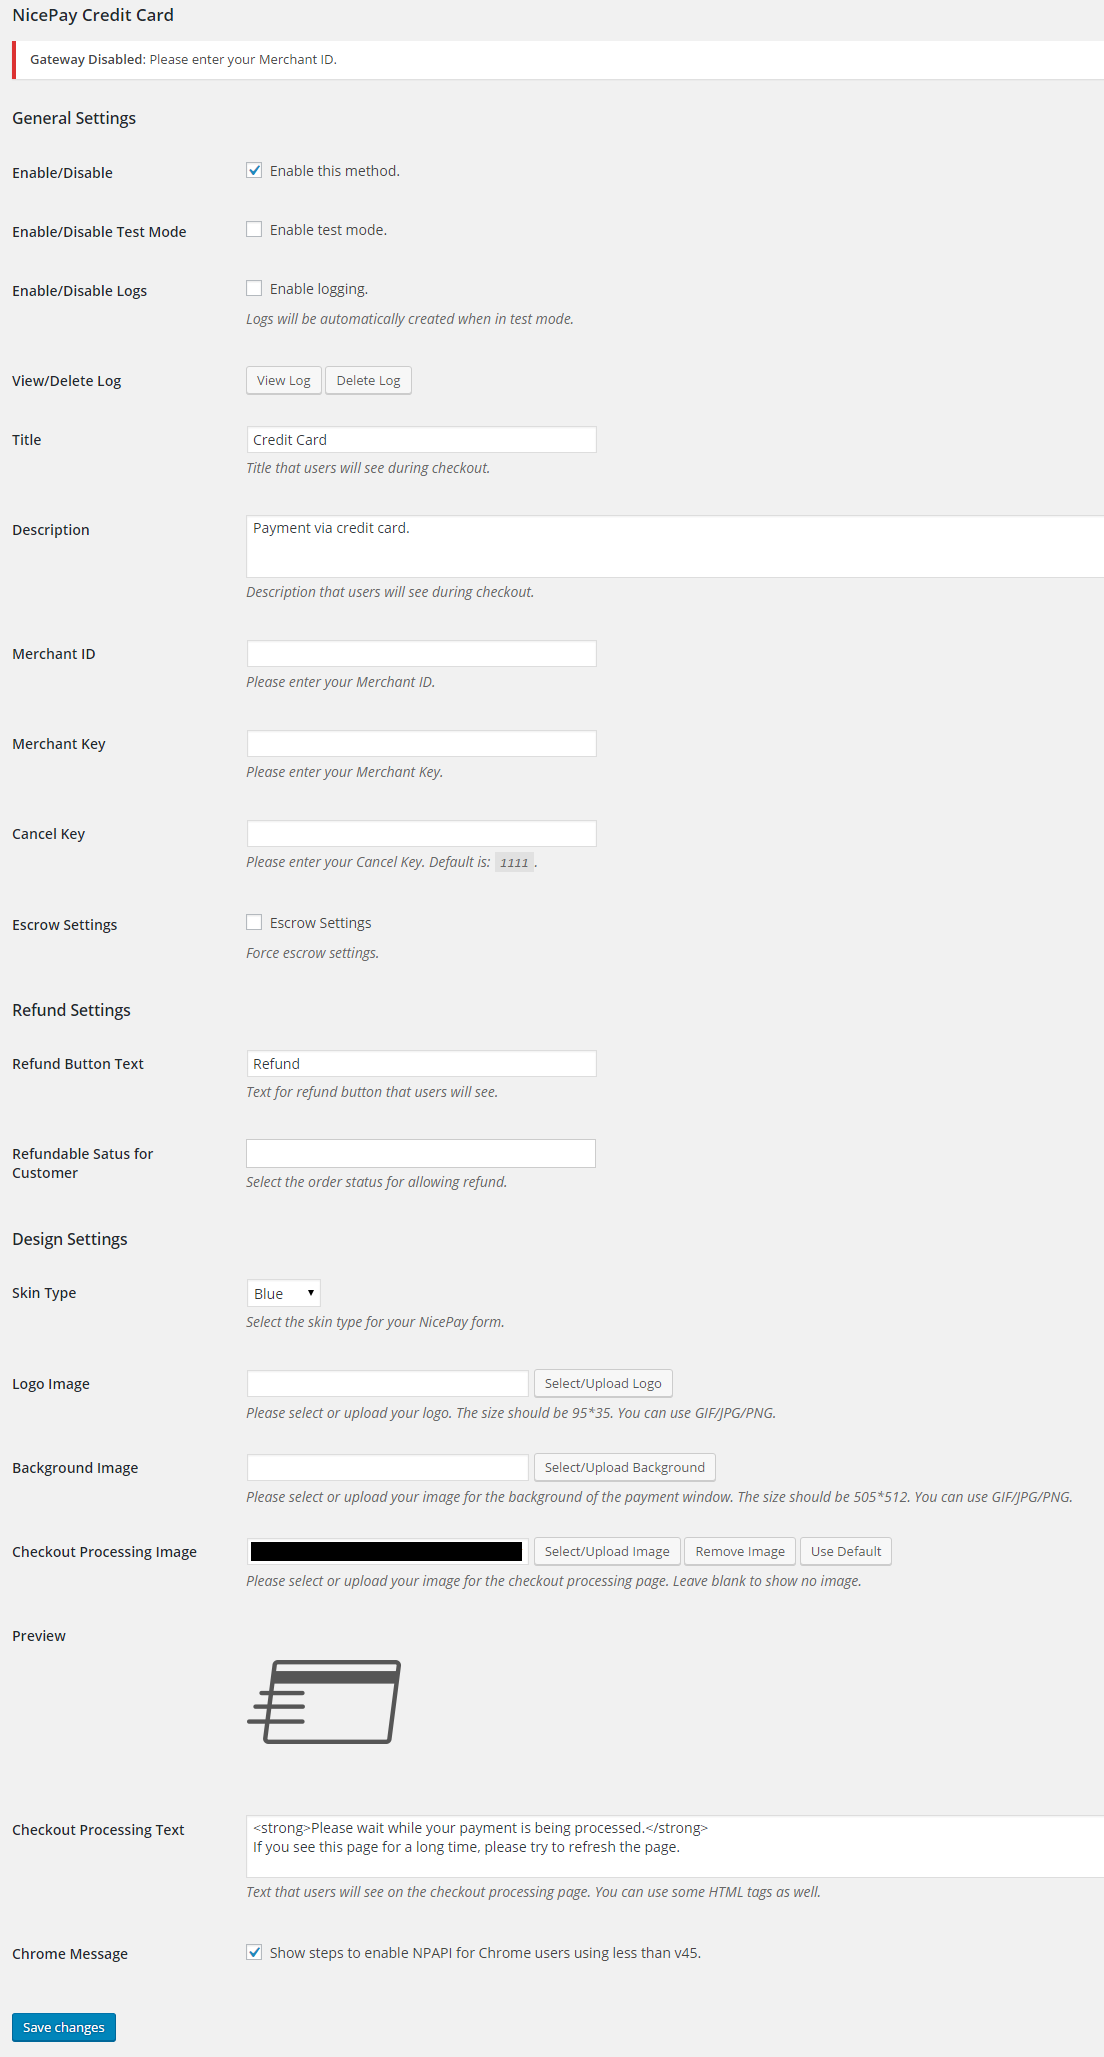 NicePay Credit Card
Gateway Disabled: Please enter your Merchant ID.
General Settings
Enable/Disable
Enable this method.
Enable/Disable Test Mode
Enable test mode.
Enable/Disable Logs
Enable logging.
Logs will be automatically created when in test mode.
View/Delete Log
View Log
Delete Log
Title
Credit Card
Title that users will see during checkout.
Description
Payment via credit card.
Description that users will see during checkout.
Merchant ID
Please enter your Merchant ID.
Merchant Key
Please enter your Merchant Key.
Cancel Key
Please enter your Cancel Key. Default is: 1111 .
Escrow Settings
Escrow Settings
Force escrow settings.
Refund Settings
Refund Button Text
Refund
Text for refund button that users will see.
Refundable Satus for
Customer
Select the order status for allowing refund.
Design Settings
Skin Type
Blue
Select the skin type for your NicePay form.
Logo Image
Select/Upload Logo
Please select or upload your logo. The size should be 95*35. You can use GIF/JPG/PNG.
Background Image
Select/Upload Background
Please select or upload your image for the background of the payment window. The size should be 505*512. You can use GIF/JPG/PNG.
Checkout Processing Image
Select/Upload Image
Remove Image
Use Default
Please select or upload your image for the checkout processing page. Leave blank to show no image.
Preview
Checkout Processing Text
<strong>Please wait while your payment is being processed.</strong>
If you see this page for a long time, please try to refresh the page.
Text that users will see on the checkout processing page. You can use some HTML tags as well.
Chrome Message
Show steps to enable NPAPI for Chrome users using less than v45.
Save changes